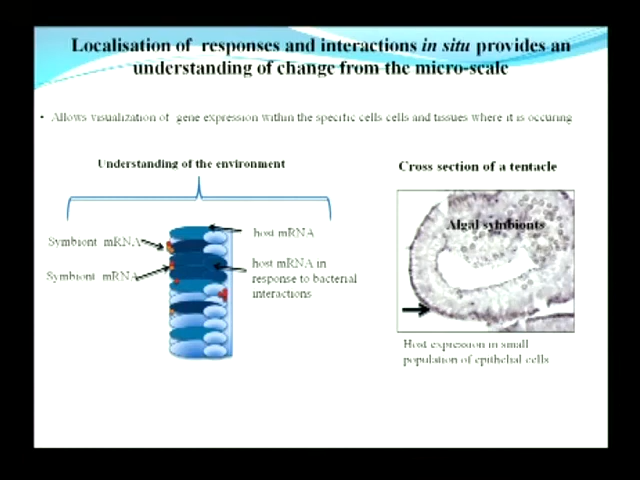 Localisation of responses and interactions in situ provides an
understanding of change from the micro-scale
• Allows visualization of gene expression within the specific cells cells and tissues where it is occuring
Understanding of the environment
Symbiont mRNA
Symbiont mRNA
host mRNA
host mRNA in
response to bacterial
interactions
Cross section of a tentacle
Algal symbionts
Host expression in small
population of epithelial cells